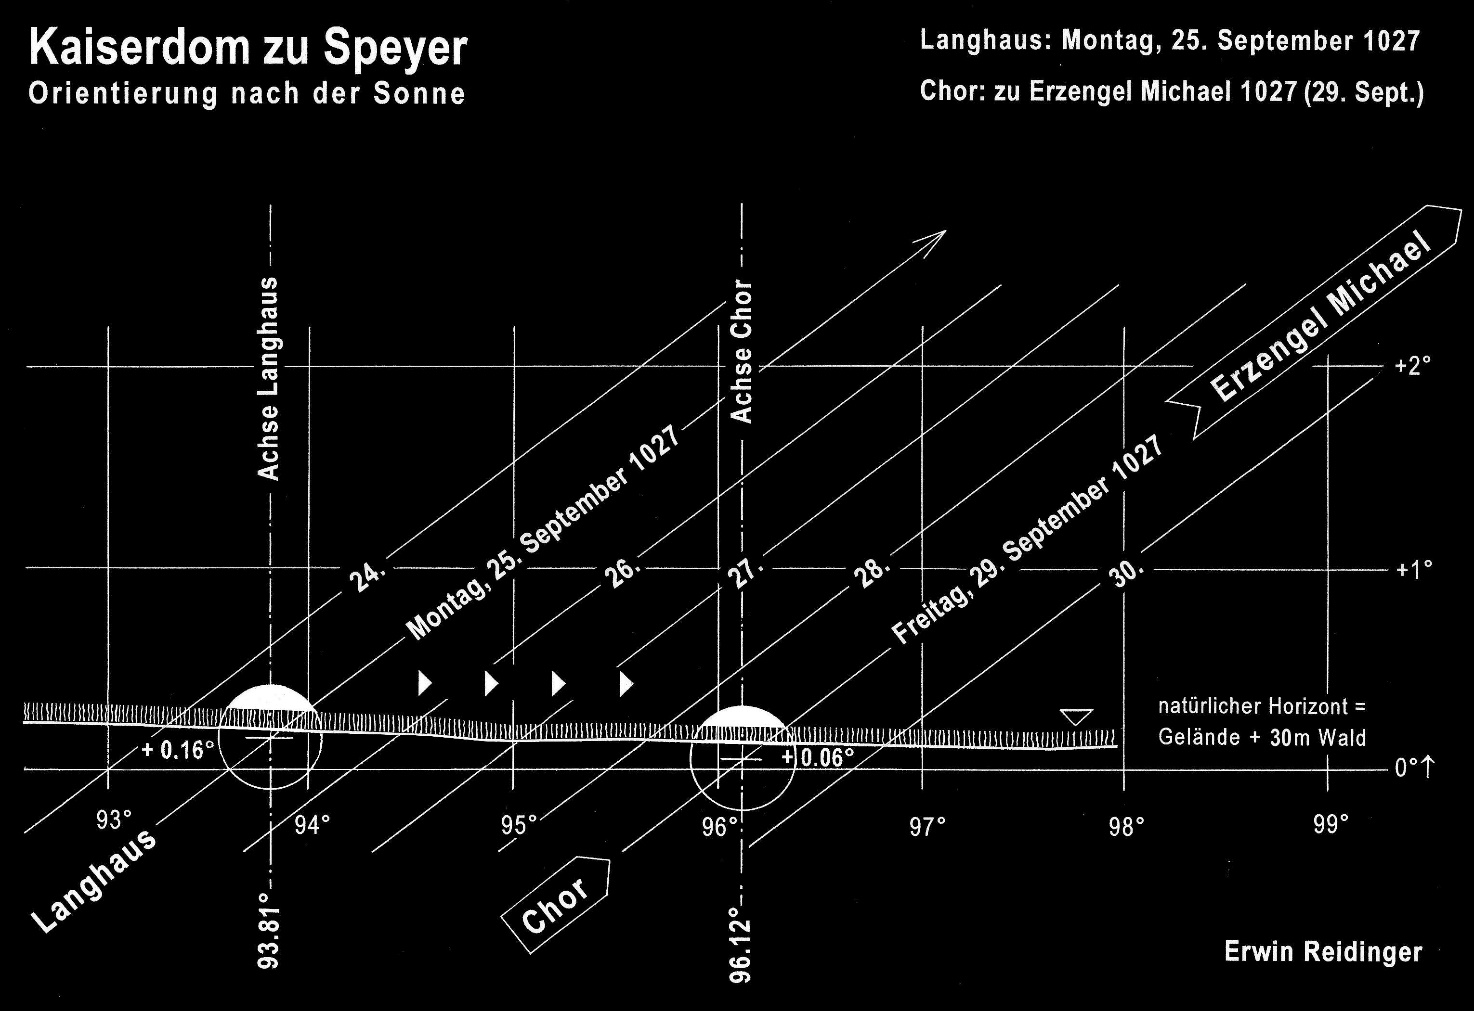 Kaiserdom zu Speyer
Orientierung nach der Sonne
Langhaus: Montag, 25. September 1027
Chor: zu Erzengel Michael 1027 (29. Sept.)
Achse Langhaus
Achse Chor
Erzengel Michael
+2°
24.
Montag, 25. September 1027
26.
27.
28.
Freitag, 29. September 1027
30.
+1°
natürlicher Horizont =
Gelände + 30m Wald
+ 0.16°
+ 0.06°
0°↑
93°
94°
95°
96°
97°
98°
99°
Langhaus
Chor
93.81°
96.12°
Erwin Reidinger